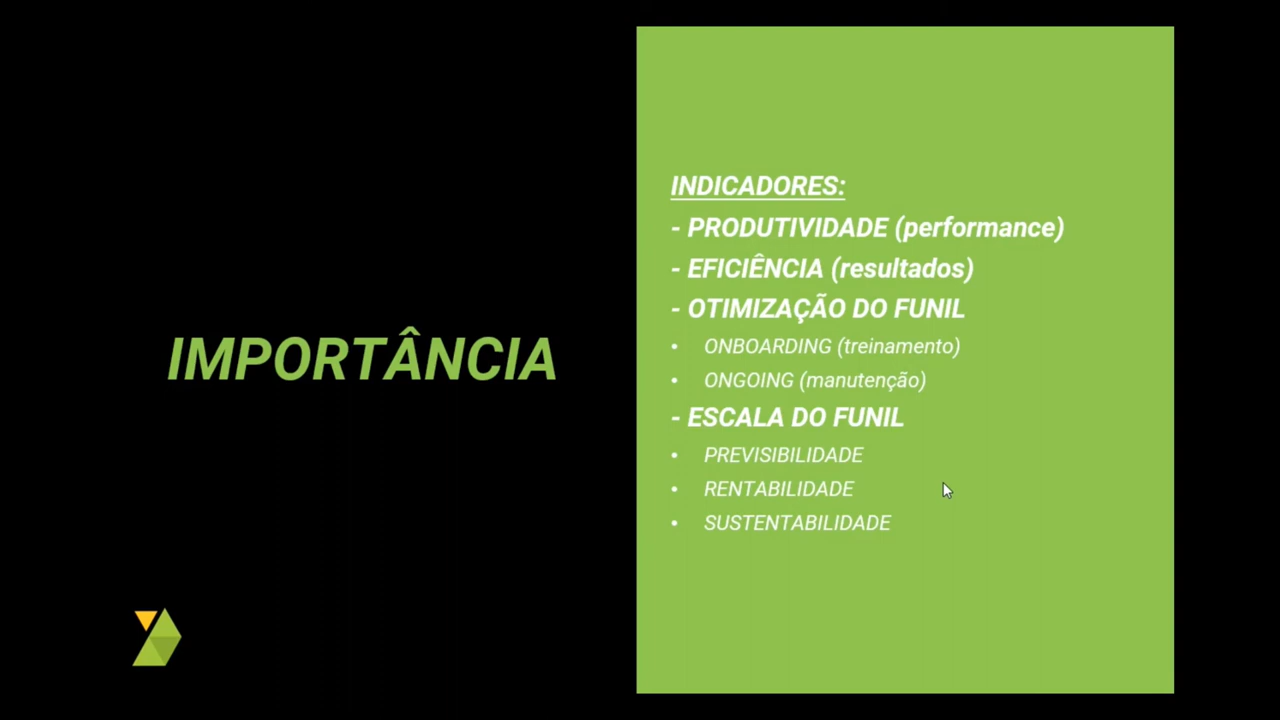 IMPORTÂNCIA
INDICADORES:
- PRODUTIVIDADE (performance)
- EFICIÊNCIA (resultados)
- OTIMIZAÇÃO DO FUNIL
• ONBOARDING (treinamento)
• ONGOING (manutenção)
- ESCALA DO FUNIL
• PREVISIBILIDADE
• RENTABILIDADE
• SUSTENTABILIDADE